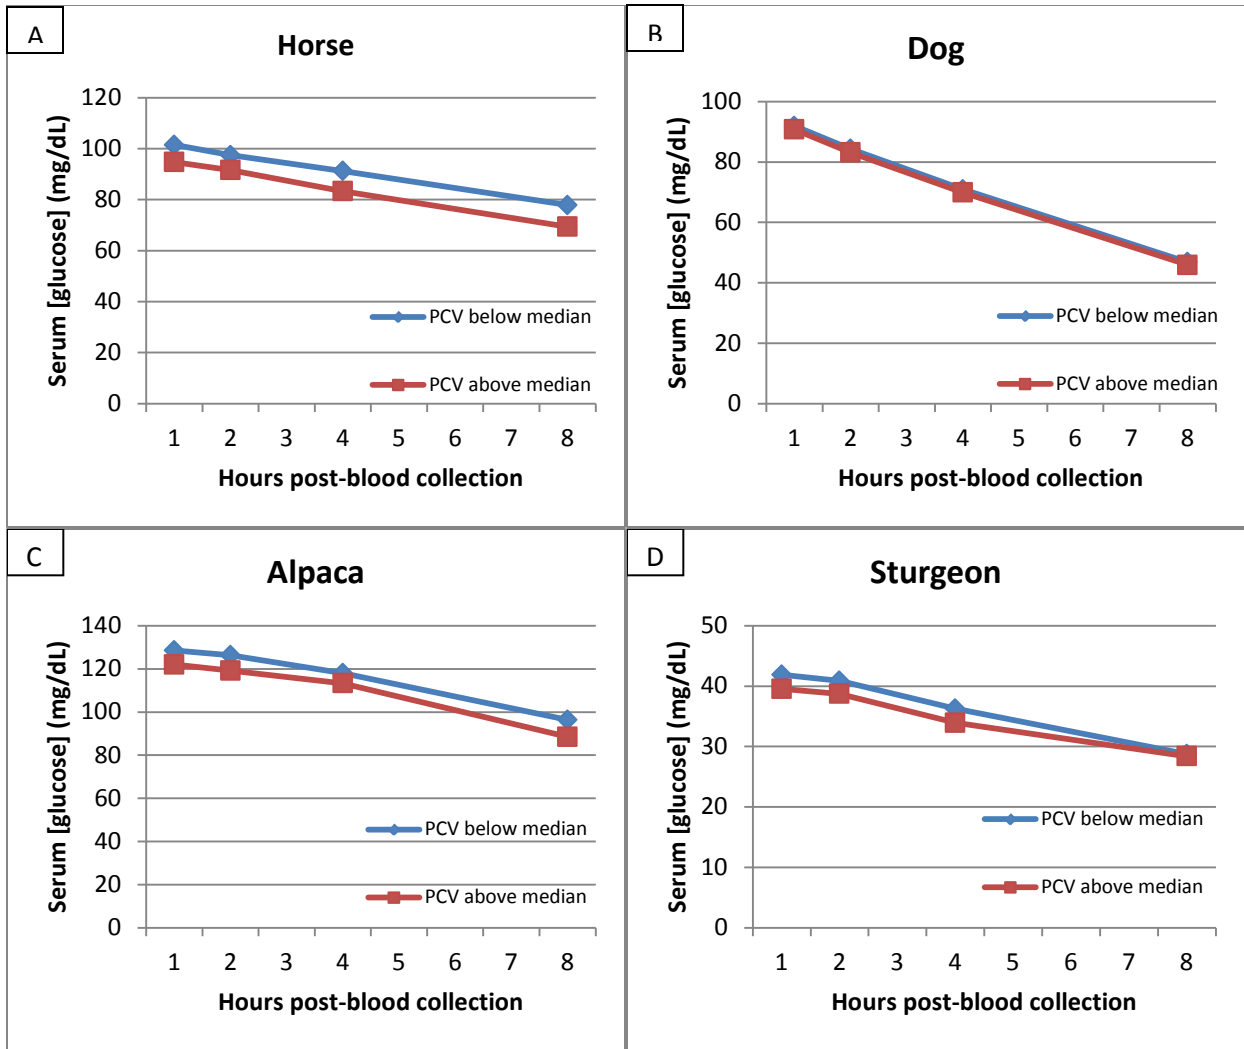 A
Horse
Serum [glucose] (mg/dL)
120
100
80
60
40
20
0
PCV below median
PCV above median
1 2 3 4 5 6 7 8
Hours post-blood collection
B
Dog
Serum [glucose] (mg/dL)
100
80
60
40
20
0
PCV below median
PCV above median
1 2 3 4 5 6 7 8
Hours post-blood collection
C
Alpaca
Serum [glucose] (mg/dL)
140
120
100
80
60
40
20
0
PCV below median
PCV above median
1 2 3 4 5 6 7 8
Hours post-blood collection
D
Sturgeon
Serum [glucose] (mg/dL)
50
40
30
20
10
0
PCV below median
PCV above median
1 2 3 4 5 6 7 8
Hours post-blood collection